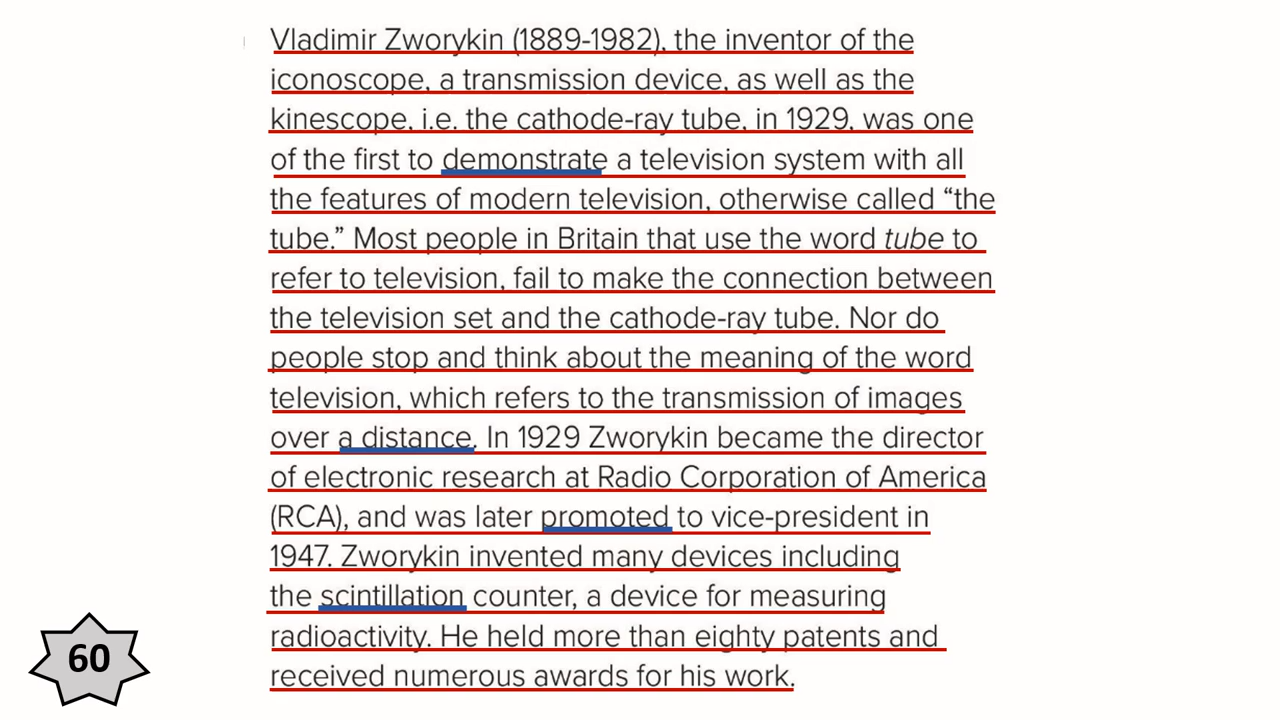 Vladimir Zworykin (1889-1982), the inventor of the
iconoscope, a transmission device, as well as the
kinescope, i.e. the cathode-ray tube, in 1929, was one
of the first to demonstrate a television system with all
the features of modern television, otherwise called “the
tube.” Most people in Britain that use the word tube to
refer to television, fail to make the connection between
the television set and the cathode-ray tube. Nor do
people stop and think about the meaning of the word
television, which refers to the transmission of images
over a distance. In 1929 Zworykin became the director
of electronic research at Radio Corporation of America
(RCA), and was later promoted to vice-president in
1947. Zworykin invented many devices including
the scintillation counter, a device for measuring
radioactivity. He held more than eighty patents and
received numerous awards for his work.
60